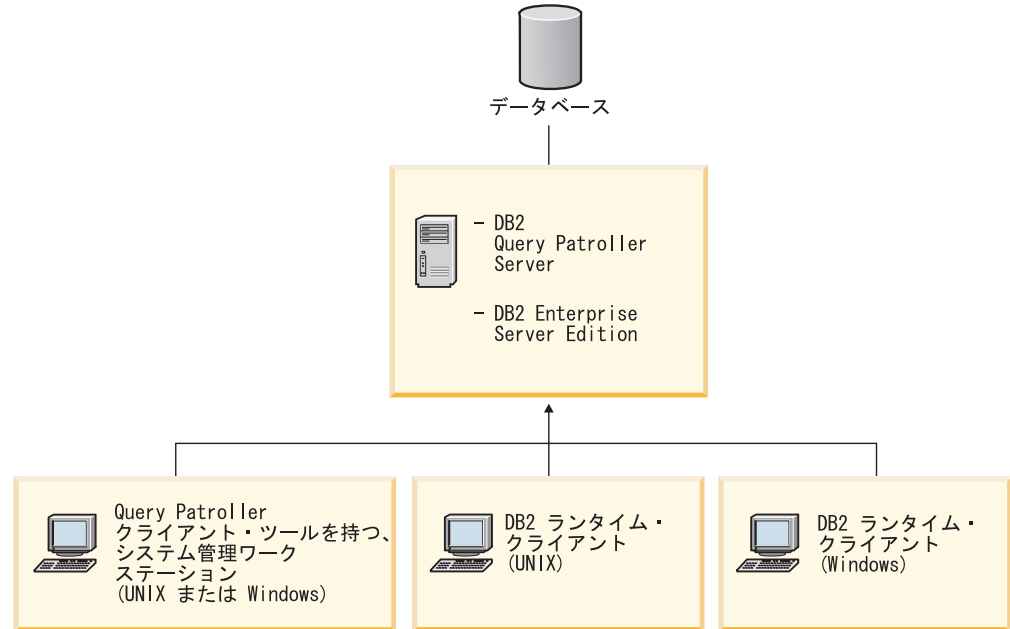 データベース
- DB2
Query Patroller
Server
- DB2 Enterprise
Server Edition
Query Patroller
クライアント・ツールを持つ、
システム管理ワーク
ステーション
(UNIX または Windows)
DB2 ランタイム・
クライアント
(UNIX)
DB2 ランタイム・
クライアント
(Windows)